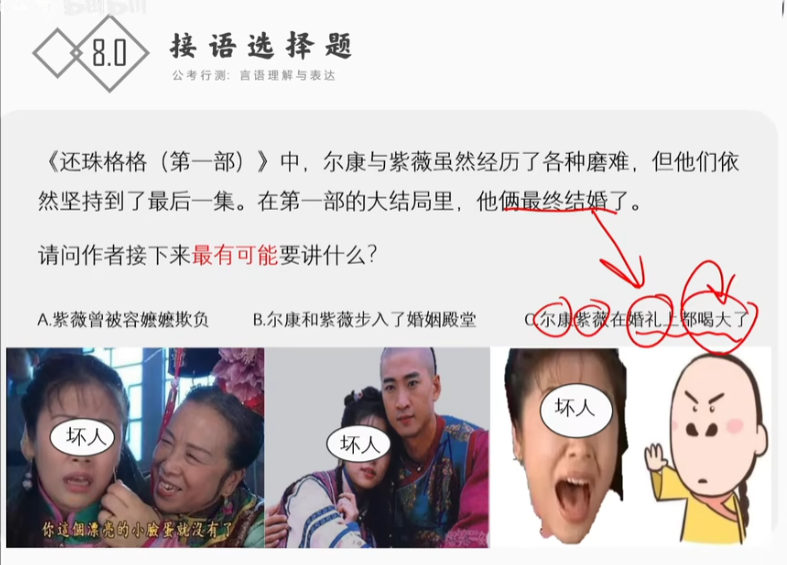 8.0
接语选择题
公考行测：言语理解与表达
《还珠格格（第一部）》中，尔康与紫薇虽然经历了各种磨难，但他们依
然坚持到了最后一集。在第一部的大结局里，他俩最终结婚了。
请问作者接下来最有可能要讲什么？
A.紫薇曾被容嬷嬷欺负
B.尔康和紫薇步入了婚姻殿堂
C.尔康紫薇在婚礼上都喝大了
坏人
坏人
坏人
你這個漂亮的小臉蛋就沒有了